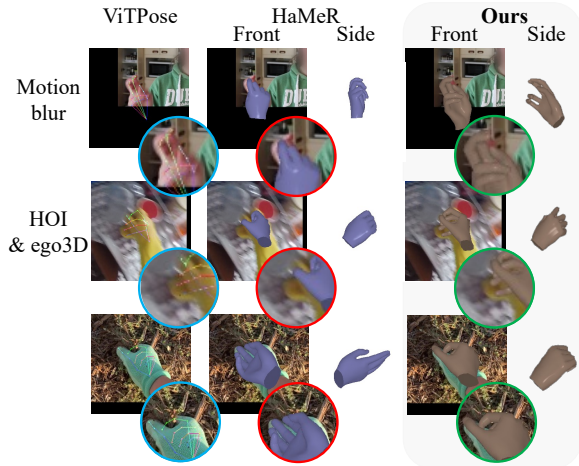 ViTPose HaMeR Ours
Front Side Front Side
Motion
blur
HOI
& ego3D